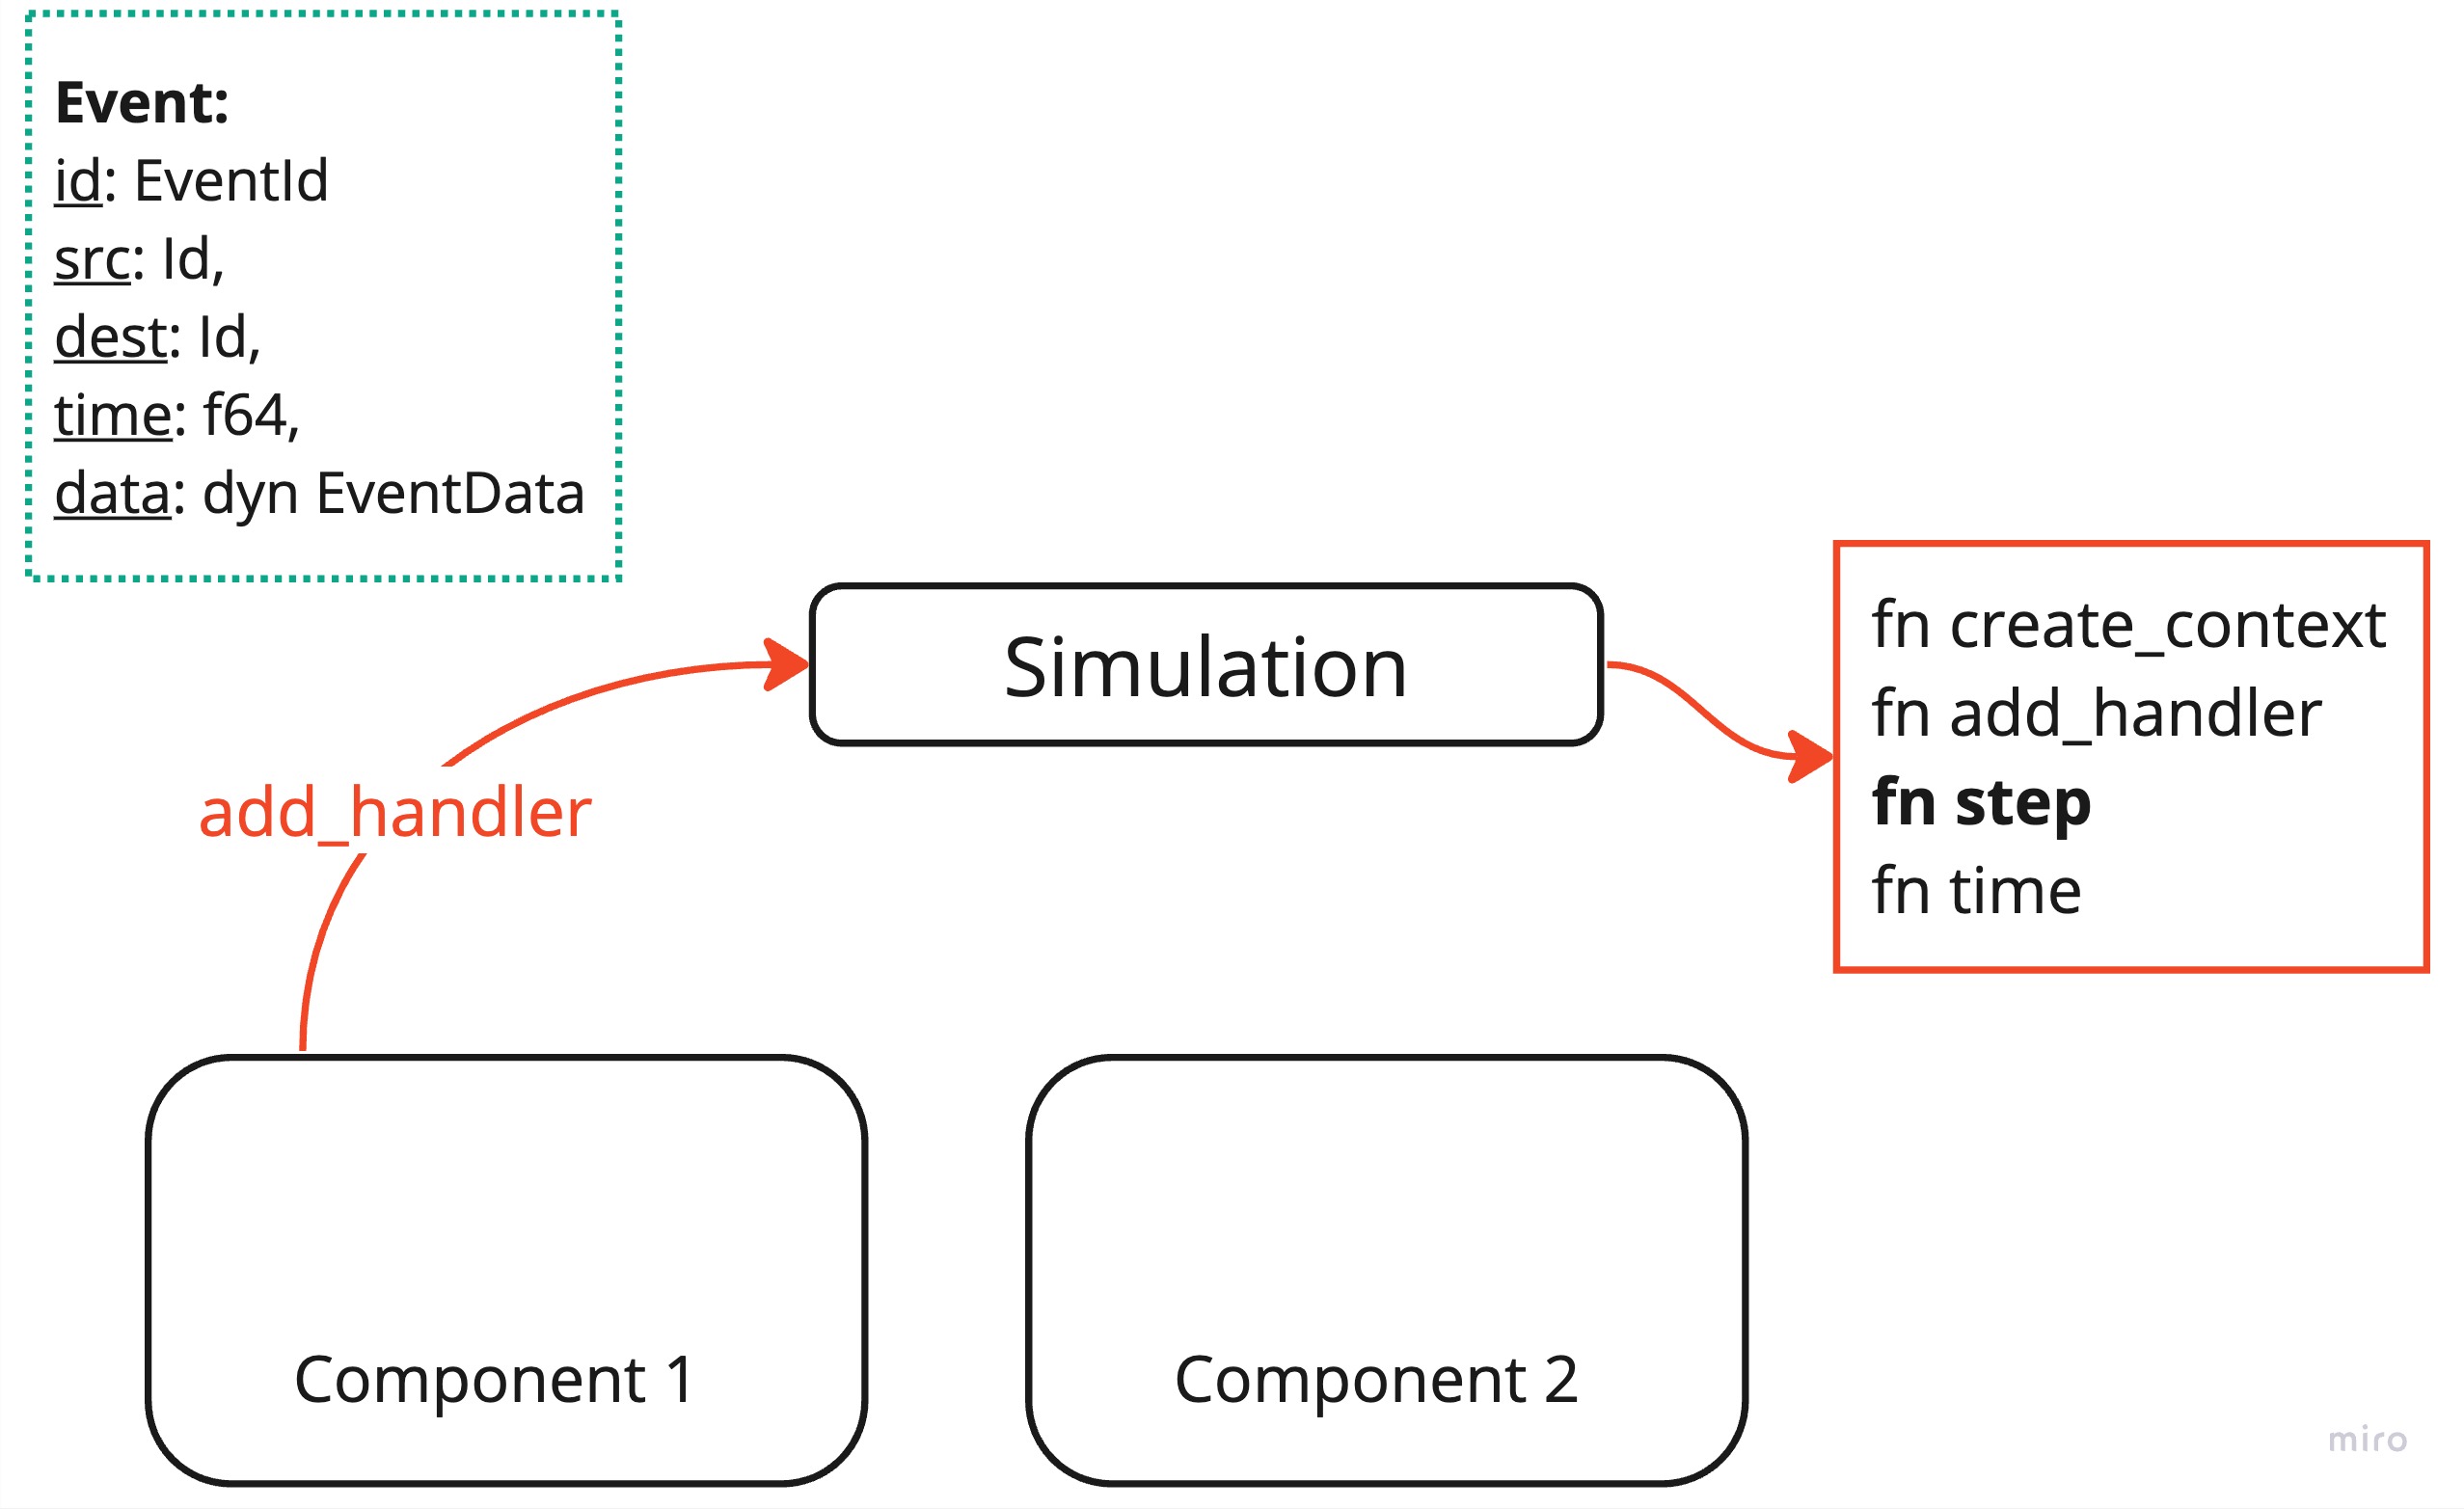 Event:
id: EventId
src: Id,
dest: Id,
time: f64,
data: dyn EventData
Simulation
fn create_context
fn add_handler
fn step
fn time
add_handler
Component 1
Component 2
miro